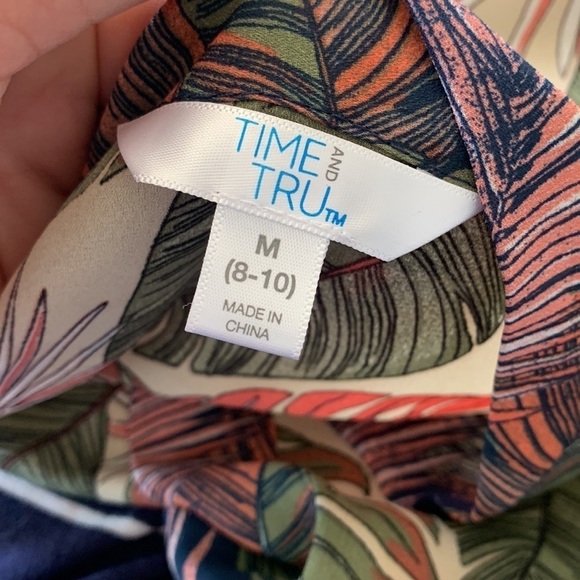 TIME AND
TRU™
M
(8-10)
MADE IN
CHINA